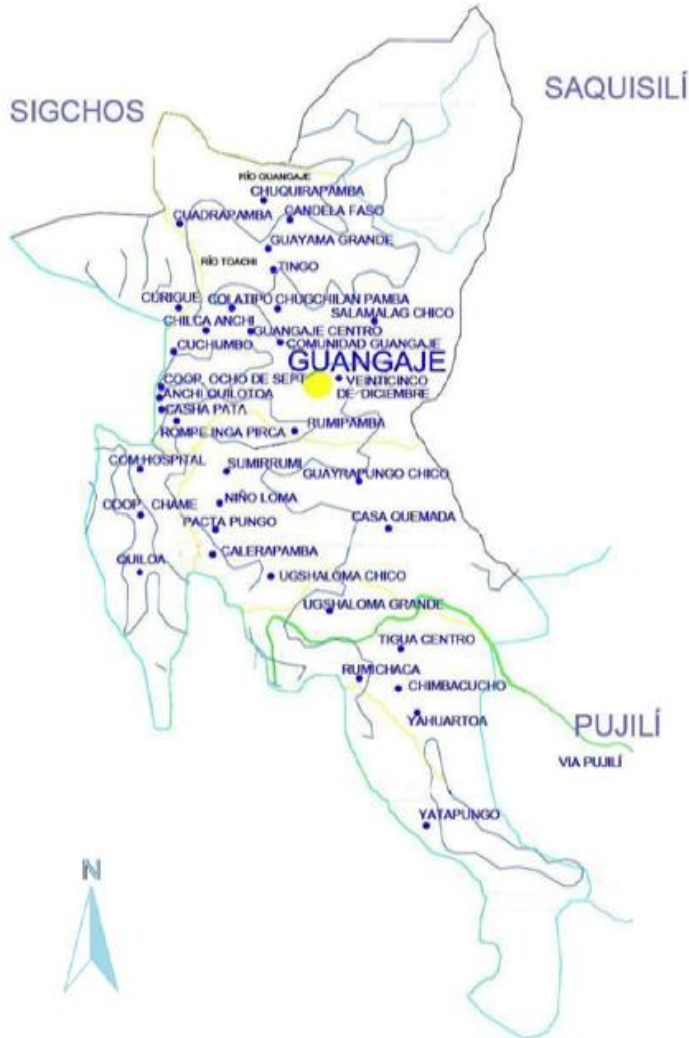 SAQUISILÍ
SIGCHOS
RÍO GUANGAJE
CHUQUIRAPAMBA
CUADRAPAMBA
CANDELA FASO
GUAYAMA GRANDE
RÍO TOACHI
TINGO
CURIGUE
COLATIPO
CHUGCHILAN PAMBA
SALAMALAG CHICO
CHILCA ANCHI
GUANGAJE CENTRO
COMUNIDAD GUANGAJE
CUCHUMBO
GUANGAJE
COOP. OCHO DE SEPT
VEINTICINCO
DE DICIEMBRE
ANCHI QUILOTOA
CASHA PATA
ROMPE INGA PIRCA
RUMIPAMBA
COM HOSPITAL
SUMIRRUMI
GUAYRAPUNGO CHICO
NIÑO LOMA
COOP. CHAME
PACTA PUNGO
CASA QUEMADA
CALERAPAMBA
QUILOA
UGSHALOMA CHICO
UGSHALOMA GRANDE
TIGUA CENTRO
RUMICHACA
CHIMBACUCHO
YAHUARTOA
PUJILÍ
VIA PUJILÍ
YATAPUNGO
N